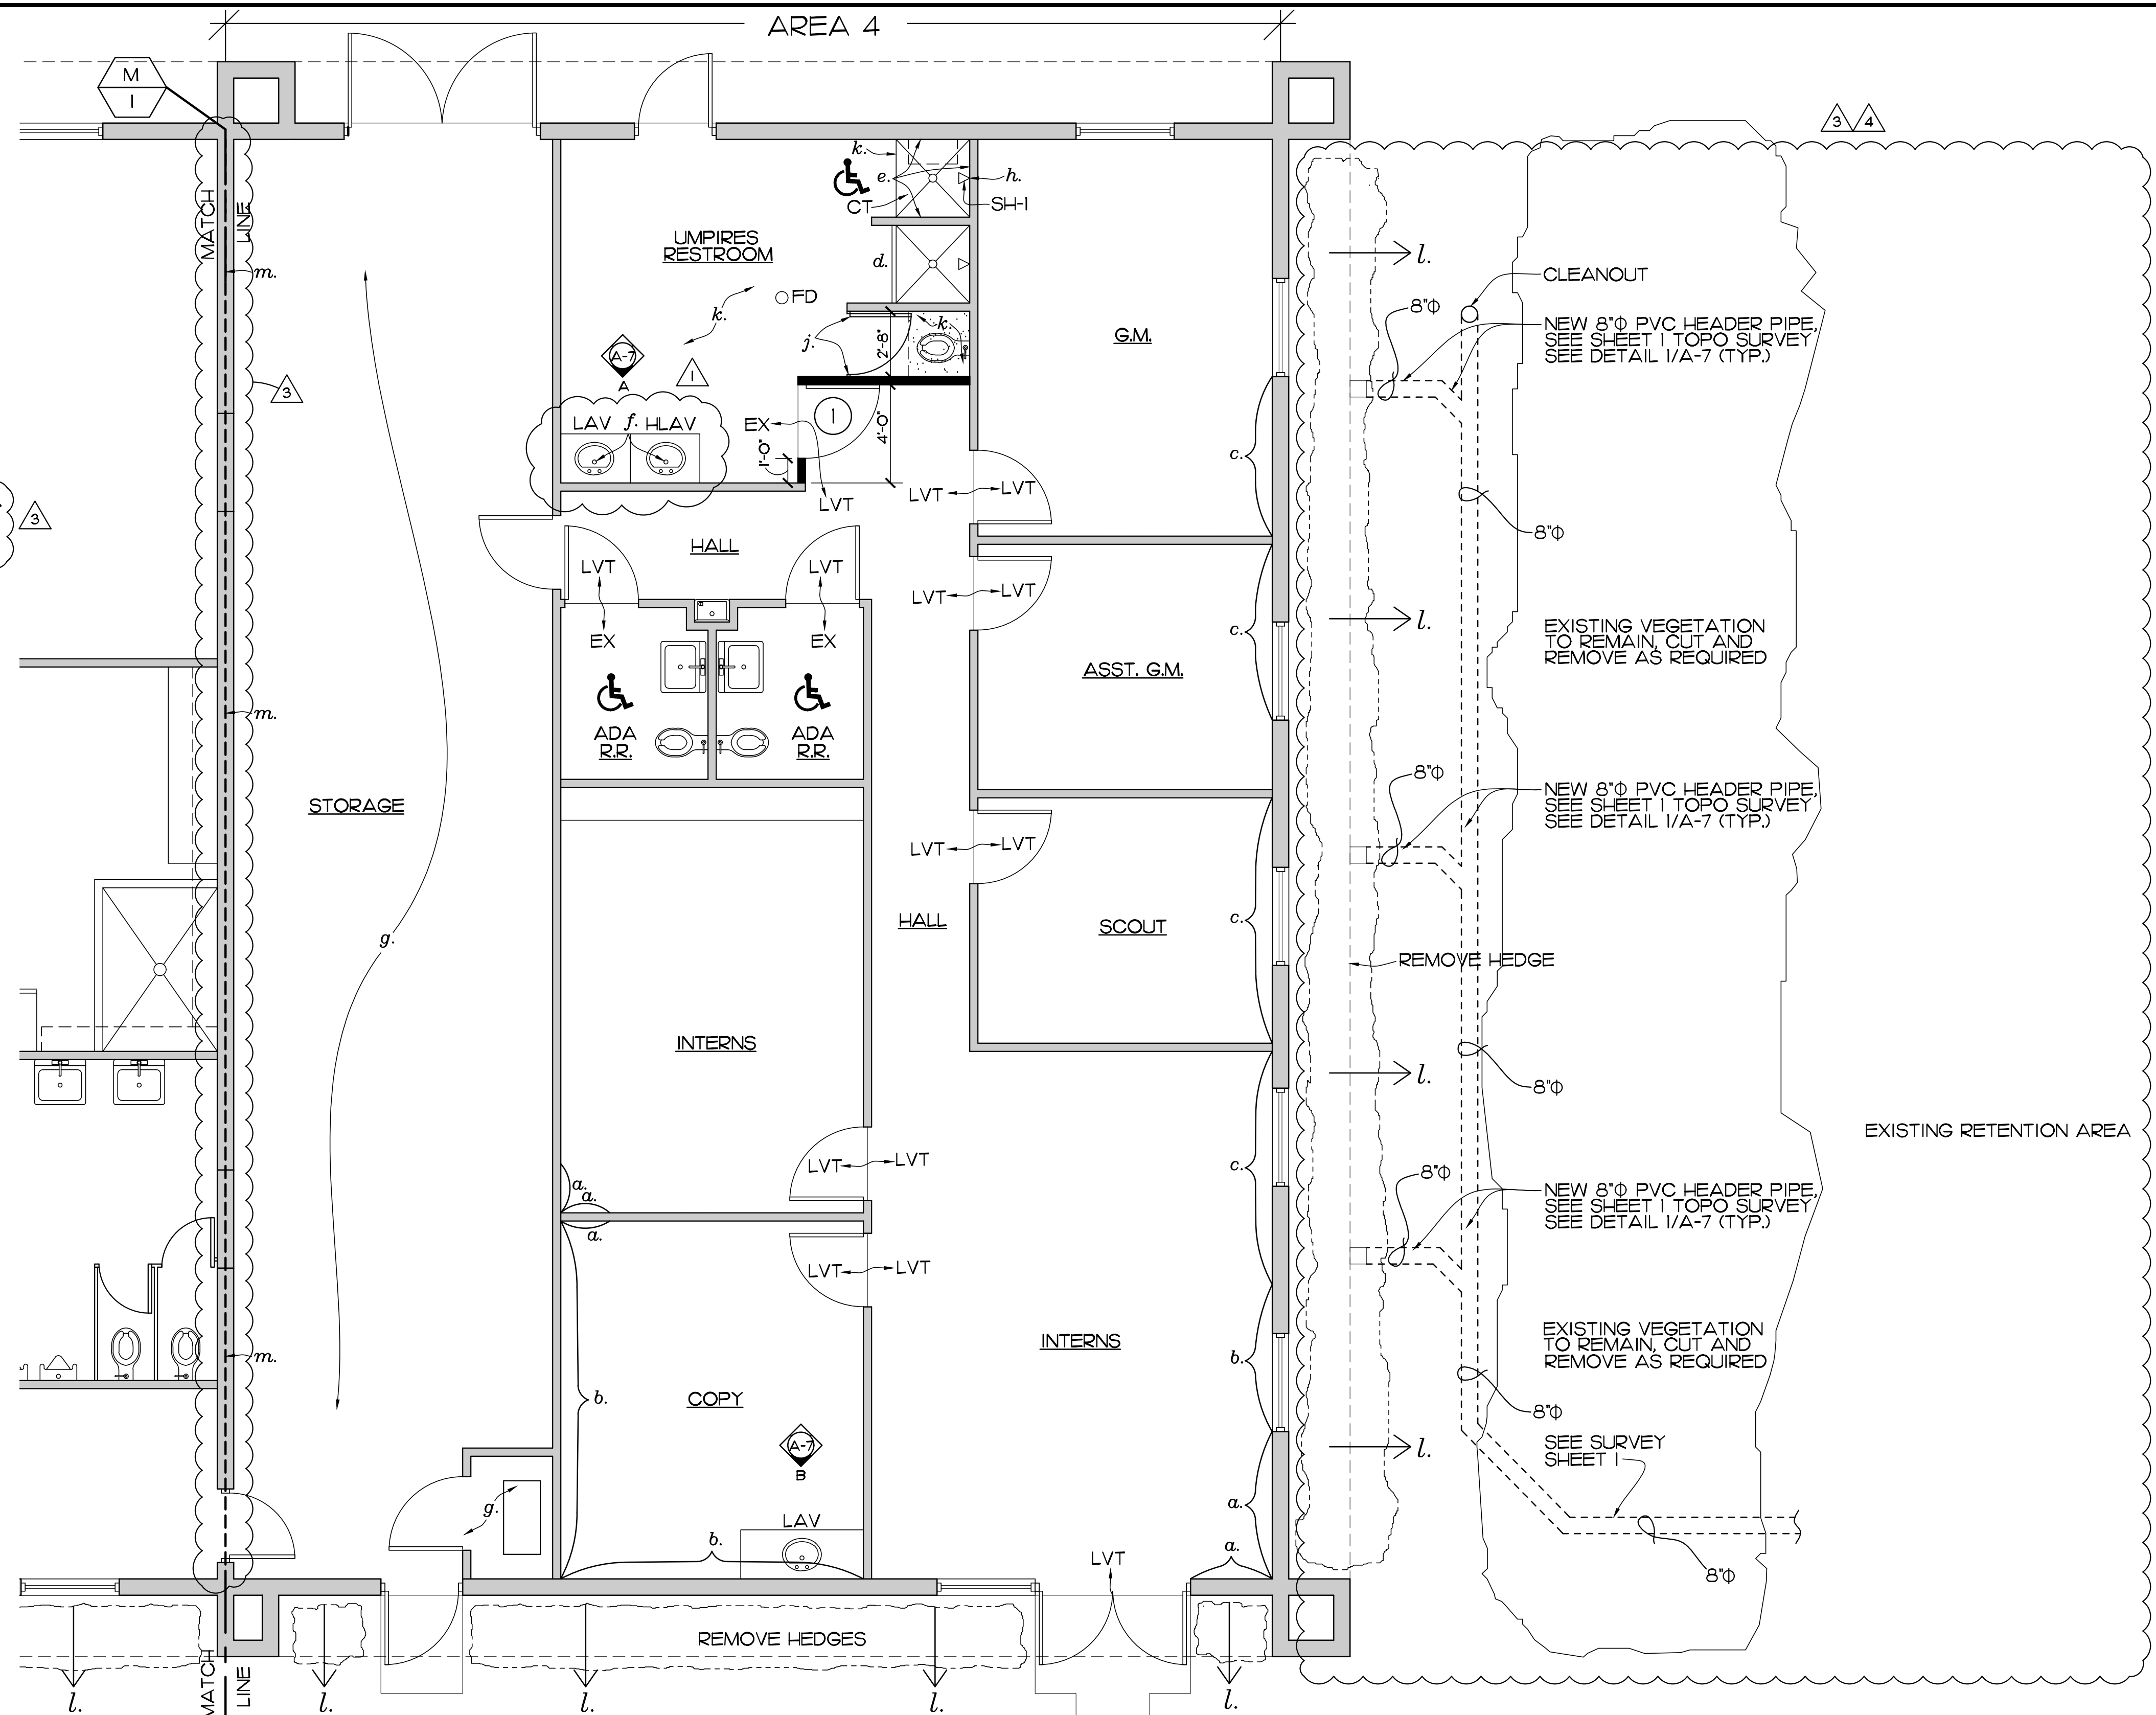 AREA 4
M
1
3 4
MATCH
LINE
k.
e.
h.
CT
SH-1
UMPIRES
RESTROOM
d.
l.
m.
CLEANOUT
FD
8"Φ
k.
k.
NEW 8"Φ PVC HEADER PIPE,
SEE SHEET 1 TOPO SURVEY
SEE DETAIL 1/A-7 (TYP.)
G.M.
j.
2'-8"
A-7
A
1
3
LAV f. HLAV
EX
1
4'-0"
1'-0"
c.
LVT
LVT LVT
3
8"Φ
HALL
LVT
LVT
LVT LVT
EX
EX
l.
c.
EXISTING VEGETATION
TO REMAIN, CUT AND
REMOVE AS REQUIRED
ASST. G.M.
m.
ADA
R.R.
ADA
R.R.
8"Φ
NEW 8"Φ PVC HEADER PIPE,
SEE SHEET 1 TOPO SURVEY
SEE DETAIL 1/A-7 (TYP.)
STORAGE
LVT LVT
HALL
SCOUT
c.
g.
REMOVE HEDGE
INTERNS
l.
8"Φ
EXISTING RETENTION AREA
LVT LVT
c.
8"Φ
a.
a.
a.
NEW 8"Φ PVC HEADER PIPE,
SEE SHEET 1 TOPO SURVEY
SEE DETAIL 1/A-7 (TYP.)
LVT LVT
INTERNS
m.
b.
EXISTING VEGETATION
TO REMAIN, CUT AND
REMOVE AS REQUIRED
b.
COPY
8"Φ
A-7
B
l.
SEE SURVEY
SHEET 1
g.
a.
LAV
b.
a.
LVT
8"Φ
REMOVE HEDGES
MATCH
LINE
l.
l.
l.
l.
l.